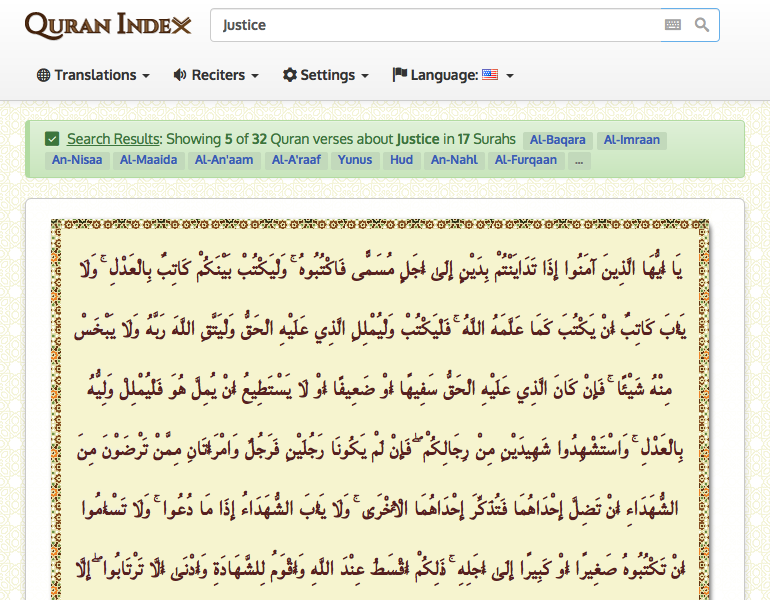 QURAN INDEX
Justice
Translations
Reciters
Settings
Language:
Search Results: Showing 5 of 32 Quran verses about Justice in 17 Surahs Al-Baqara Al-Imraan
An-Nisaa Al-Maaida Al-An'aam Al-A'raaf Yunus Hud An-Nahl Al-Furqaan ...
يَا أَيُّهَا الَّذِينَ آمَنُوا إِذَا تَدَايَنْتُمْ بِدَيْنٍ إِلَىٰ أَجَلٍ مُسَمًّى فَاكْتُبُوهُ ۚ وَلْيَكْتُبْ بَيْنَكُمْ كَاتِبٌ بِالْعَدْلِ ۚ وَلَا
يَأْبَ كَاتِبٌ أَنْ يَكْتُبَ كَمَا عَلَّمَهُ اللَّهُ ۚ فَلْيَكْتُبْ وَلْيُمْلِلِ الَّذِي عَلَيْهِ الْحَقُّ وَلْيَتَّقِ اللَّهَ رَبَّهُ وَلَا يَبْخَسْ
مِنْهُ شَيْئًا ۚ فَإِنْ كَانَ الَّذِي عَلَيْهِ الْحَقُّ سَفِيهًا أَوْ ضَعِيفًا أَوْ لَا يَسْتَطِيعُ أَنْ يُمِلَّ هُوَ فَلْيُمْلِلْ وَلِيُّهُ
بِالْعَدْلِ ۚ وَاسْتَشْهِدُوا شَهِيدَيْنِ مِنْ رِجَالِكُمْ ۖ فَإِنْ لَمْ يَكُونَا رَجُلَيْنِ فَرَجُلٌ وَامْرَأَتَانِ مِمَّنْ تَرْضَوْنَ مِنَ
الشُّهَدَاءِ أَنْ تَضِلَّ إِحْدَاهُمَا فَتُذَكِّرَ إِحْدَاهُمَا الْأُخْرَىٰ ۚ وَلَا يَأْبَ الشُّهَدَاءُ إِذَا مَا دُعُوا ۚ وَلَا تَسْأَمُوا
أَنْ تَكْتُبُوهُ صَغِيرًا أَوْ كَبِيرًا إِلَىٰ أَجَلِهِ ۚ ذَٰلِكُمْ أَقْسَطُ عِنْدَ اللَّهِ وَأَقْوَمُ لِلشَّهَادَةِ وَأَدْنَىٰ أَلَّا تَرْتَابُوا ۖ إِلَّا